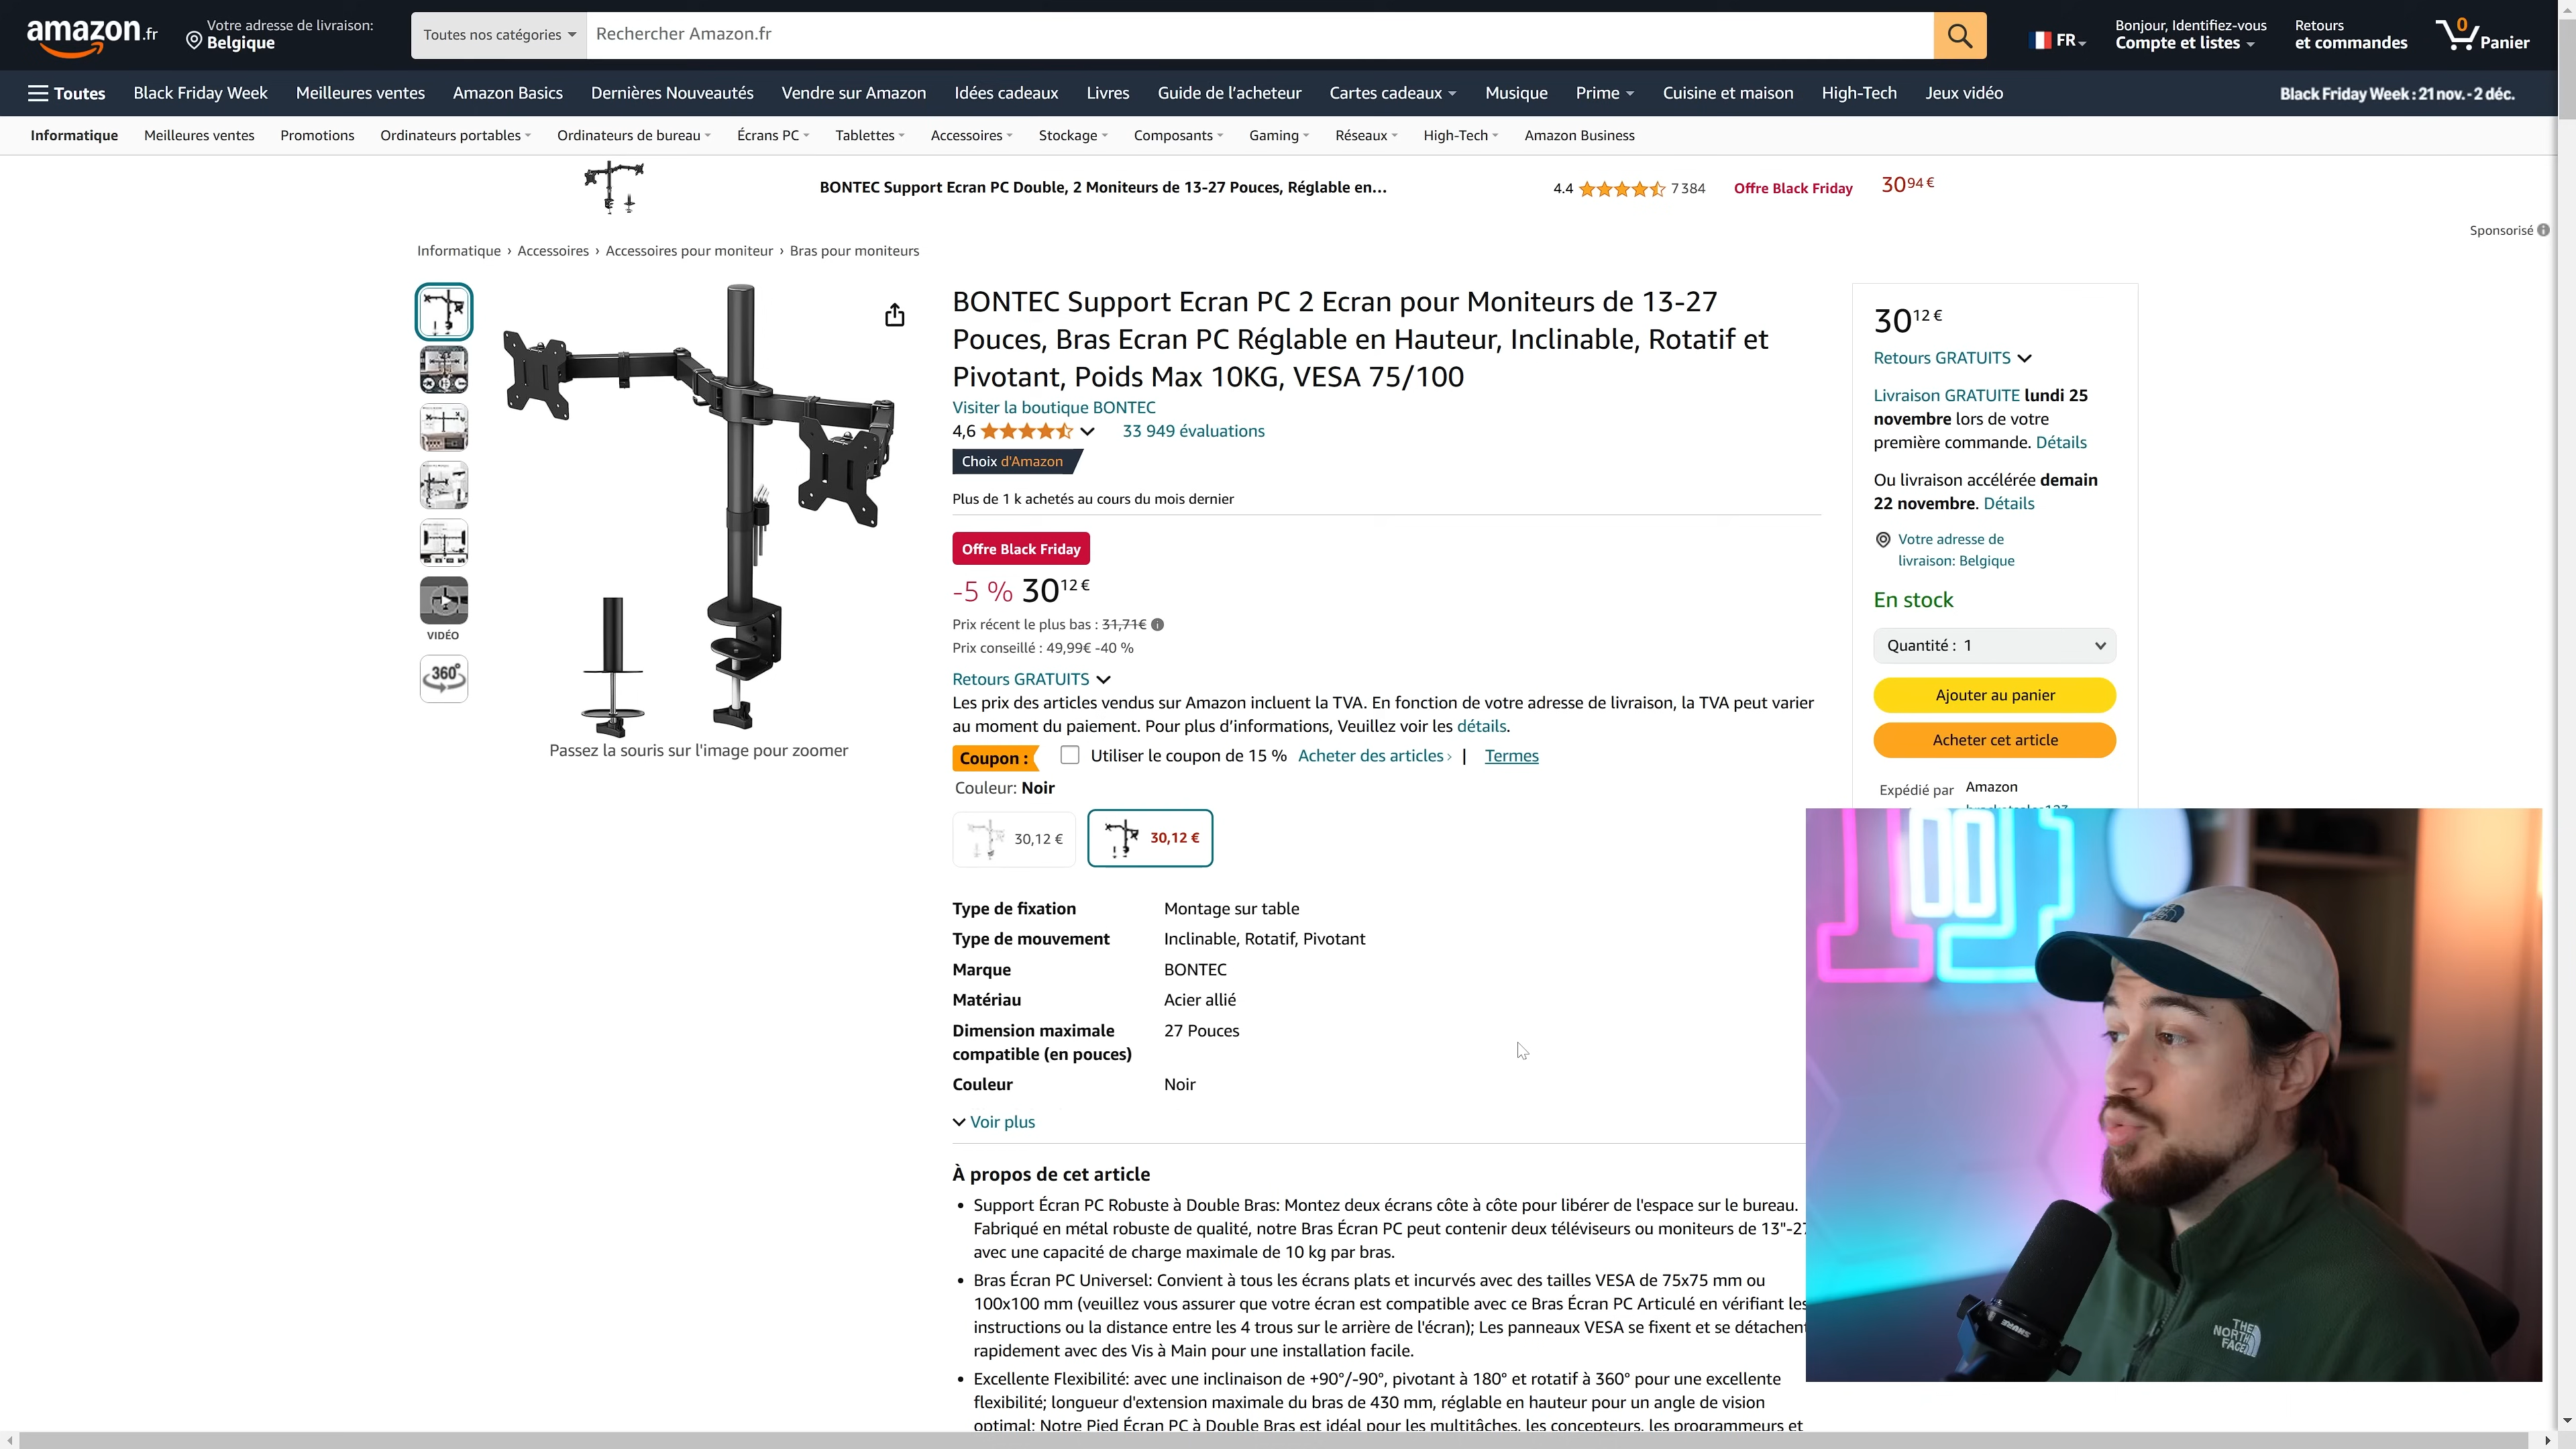 amazon.fr
Votre adresse de livraison:
Belgique
Toutes nos catégories
Rechercher Amazon.fr
FR
Bonjour, Identifiez-vous
Compte et listes
Retours
et commandes
0
Panier
Toutes
Black Friday Week
Meilleures ventes
Amazon Basics
Dernières Nouveautés
Vendre sur Amazon
Idées cadeaux
Livres
Guide de l’acheteur
Cartes cadeaux
Musique
Prime
Cuisine et maison
High-Tech
Jeux vidéo
Black Friday Week : 21 nov. - 2 déc.
Informatique
Meilleures ventes
Promotions
Ordinateurs portables
Ordinateurs de bureau
Écrans PC
Tablettes
Accessoires
Stockage
Composants
Gaming
Réseaux
High-Tech
Amazon Business
BONTEC Support Ecran PC Double, 2 Moniteurs de 13-27 Pouces, Réglable en…
4.4
7 384
Offre Black Friday
30 94 €
Sponsorisé
Informatique › Accessoires › Accessoires pour moniteur › Bras pour moniteurs
VIDÉO
360°
Passez la souris sur l'image pour zoomer
BONTEC Support Ecran PC 2 Ecran pour Moniteurs de 13-27
Pouces, Bras Ecran PC Réglable en Hauteur, Inclinable, Rotatif et
Pivotant, Poids Max 10KG, VESA 75/100
Visiter la boutique BONTEC
4,6
33 949 évaluations
Choix d'Amazon
Plus de 1 k achetés au cours du mois dernier
Offre Black Friday
-5 % 30 12 €
Prix récent le plus bas : 31,71€
Prix conseillé : 49,99€ -40 %
Retours GRATUITS
Les prix des articles vendus sur Amazon incluent la TVA. En fonction de votre adresse de livraison, la TVA peut varier
au moment du paiement. Pour plus d’informations, Veuillez voir les détails.
Coupon :
Utiliser le coupon de 15 %
Acheter des articles ›
|
Termes
Couleur: Noir
30,12 €
30,12 €
Type de fixation
Montage sur table
Type de mouvement
Inclinable, Rotatif, Pivotant
Marque
BONTEC
Matériau
Acier allié
Dimension maximale
compatible (en pouces)
27 Pouces
Couleur
Noir
Voir plus
À propos de cet article
• Support Écran PC Robuste à Double Bras: Montez deux écrans côte à côte pour libérer de l'espace sur le bureau.
Fabriqué en métal robuste de qualité, notre Bras Écran PC peut contenir deux téléviseurs ou moniteurs de 13"-27
avec une capacité de charge maximale de 10 kg par bras.
• Bras Écran PC Universel: Convient à tous les écrans plats et incurvés avec des tailles VESA de 75x75 mm ou
100x100 mm (veuillez vous assurer que votre écran est compatible avec ce Bras Écran PC Articulé en vérifiant les
instructions ou la distance entre les 4 trous sur le arrière de l'écran); Les panneaux VESA se fixent et se détachent
rapidement avec des Vis à Main pour une installation facile.
• Excellente Flexibilité: avec une inclinaison de +90°/-90°, pivotant à 180° et rotatif à 360° pour une excellente
flexibilité; longueur d'extension maximale du bras de 430 mm, réglable en hauteur pour un angle de vision
optimal; Notre Pied Écran PC à Double Bras est idéal pour les multitâches, les concepteurs, les programmeurs et
30 12 €
Retours GRATUITS
Livraison GRATUITE lundi 25
novembre lors de votre
première commande. Détails
Ou livraison accélérée demain
22 novembre. Détails
Votre adresse de
livraison: Belgique
En stock
Quantité : 1
Ajouter au panier
Acheter cet article
Expédié par
Amazon
SHURE
THE
NORTH
FACE